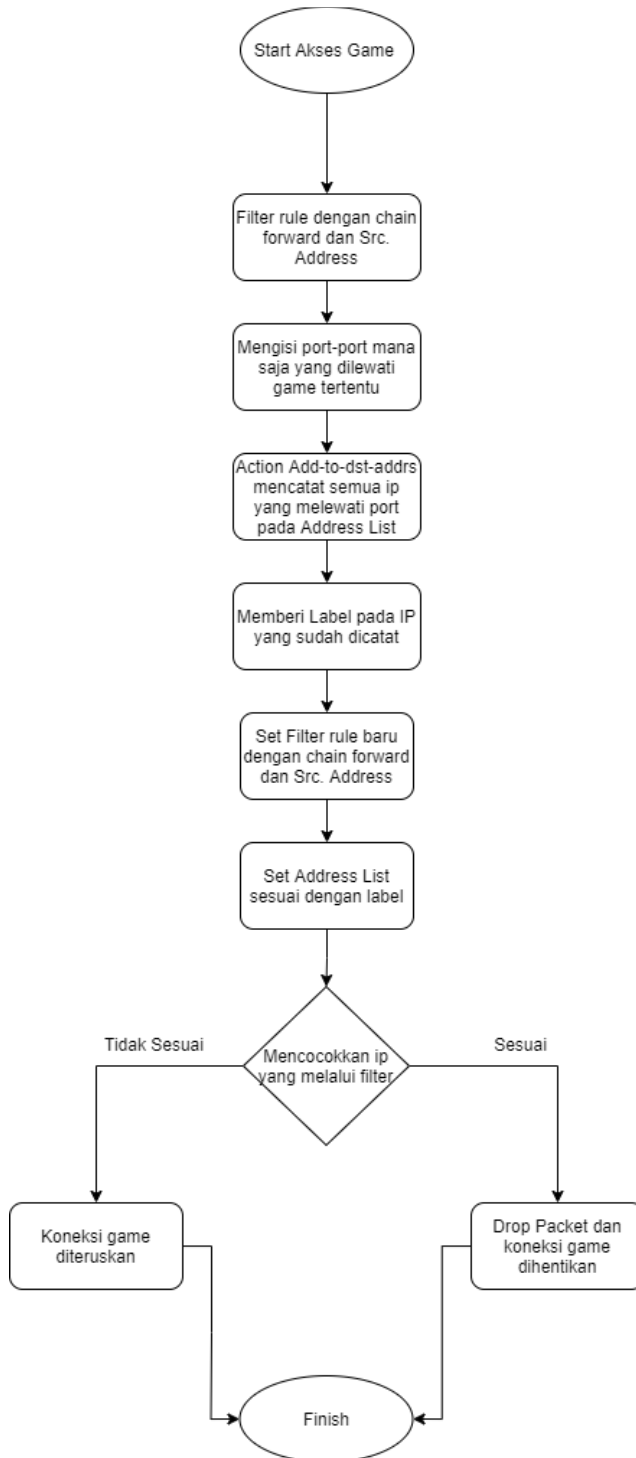 Start Akses Game
Filter rule dengan chain
forward dan Src.
Address
Mengisi port-port mana
saja yang dilewati
game tertentu
Action Add-to-dst-addrs
mencatat semua ip
yang melewati port
pada Address List
Memberi Label pada IP
yang sudah dicatat
Set Filter rule baru
dengan chain forward
dan Src. Address
Set Address List
sesuai dengan label
Mencocokkan ip
yang melalui filter
Tidak Sesuai
Sesuai
Koneksi game
diteruskan
Drop Packet dan
koneksi game
dihentikan
Finish